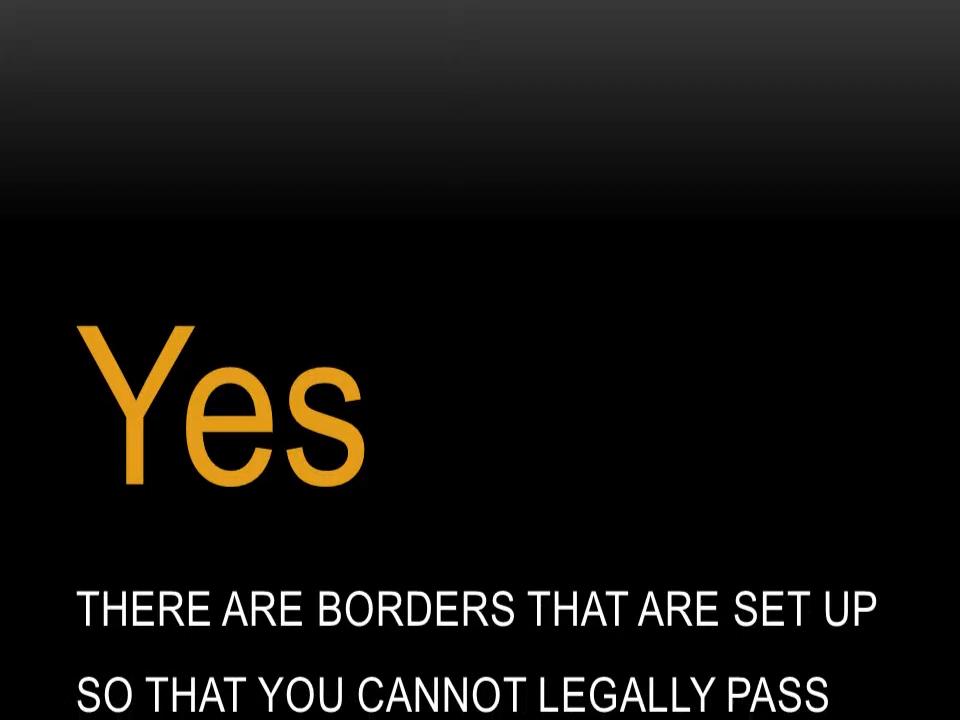 Yes
THERE ARE BORDERS THAT ARE SET UP
SO THAT YOU CANNOT LEGALLY PASS